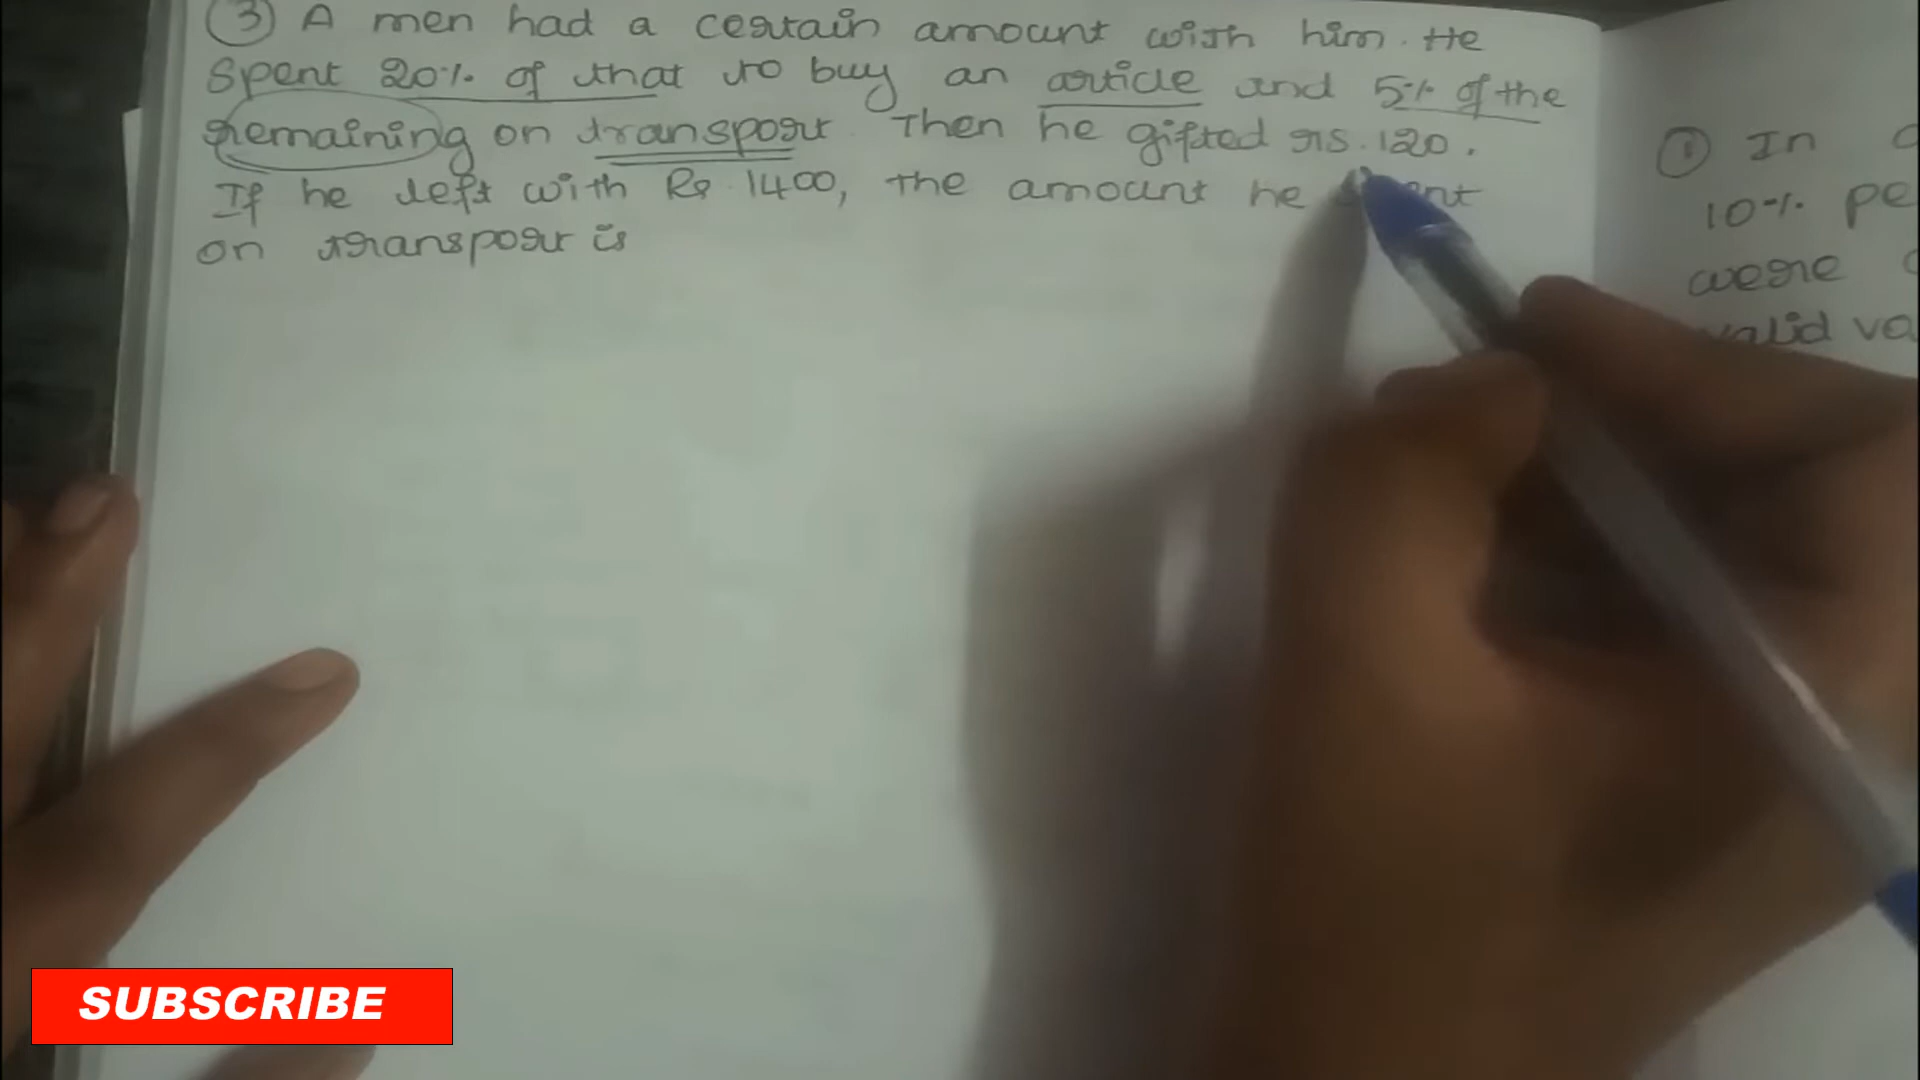 ③ A men had a certain amount with him. He
Spent 20% of that to buy an article and 5% of the
remaining on transport. Then he gifted rs. 120.
If he left with Rs. 1400, the amount he
on transport is
① In
10%
were
valid
SUBSCRIBE